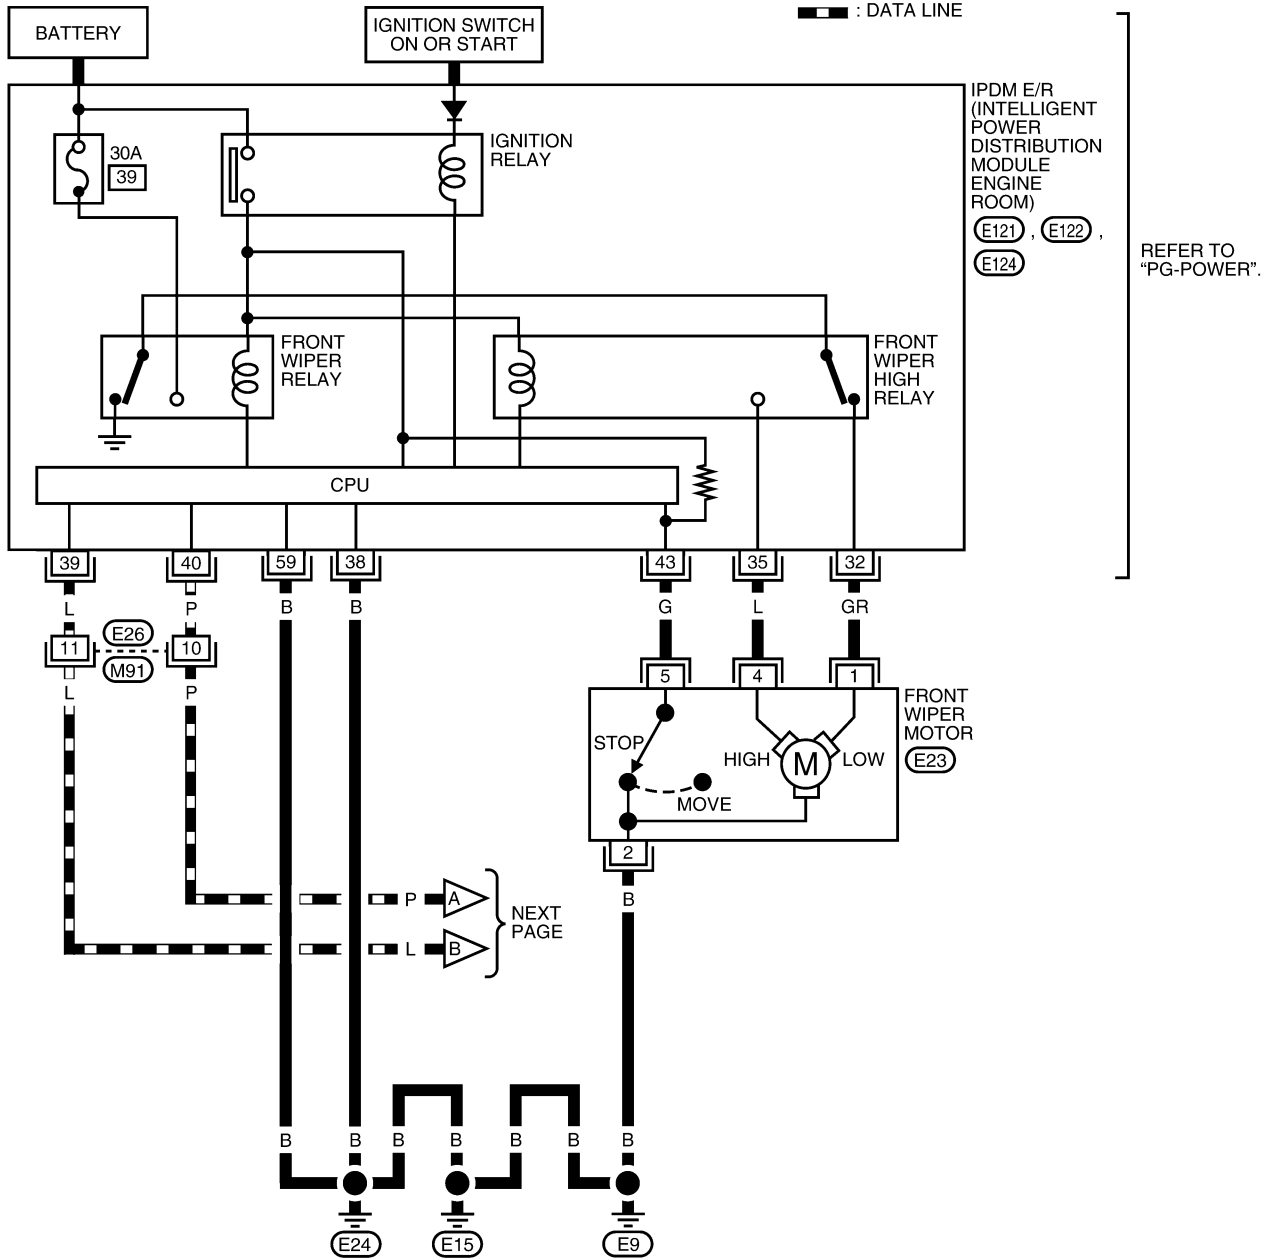 BATTERY
IGNITION SWITCH
ON OR START
: DATA LINE
IPDM E/R
(INTELLIGENT
POWER
DISTRIBUTION
MODULE
ENGINE
ROOM)
E121 , E122 ,
E124
REFER TO
“PG-POWER”.
30A
39
IGNITION
RELAY
FRONT
WIPER
RELAY
FRONT
WIPER
HIGH
RELAY
CPU
39 40 59 38 43 35 32
L P B B G L GR
11 E26 10
M91
L P
5 4 1
FRONT
WIPER
MOTOR
E23
STOP
HIGH M LOW
MOVE
2
B
P A
L B
NEXT
PAGE
B B B B B B B
E24 E15 E9